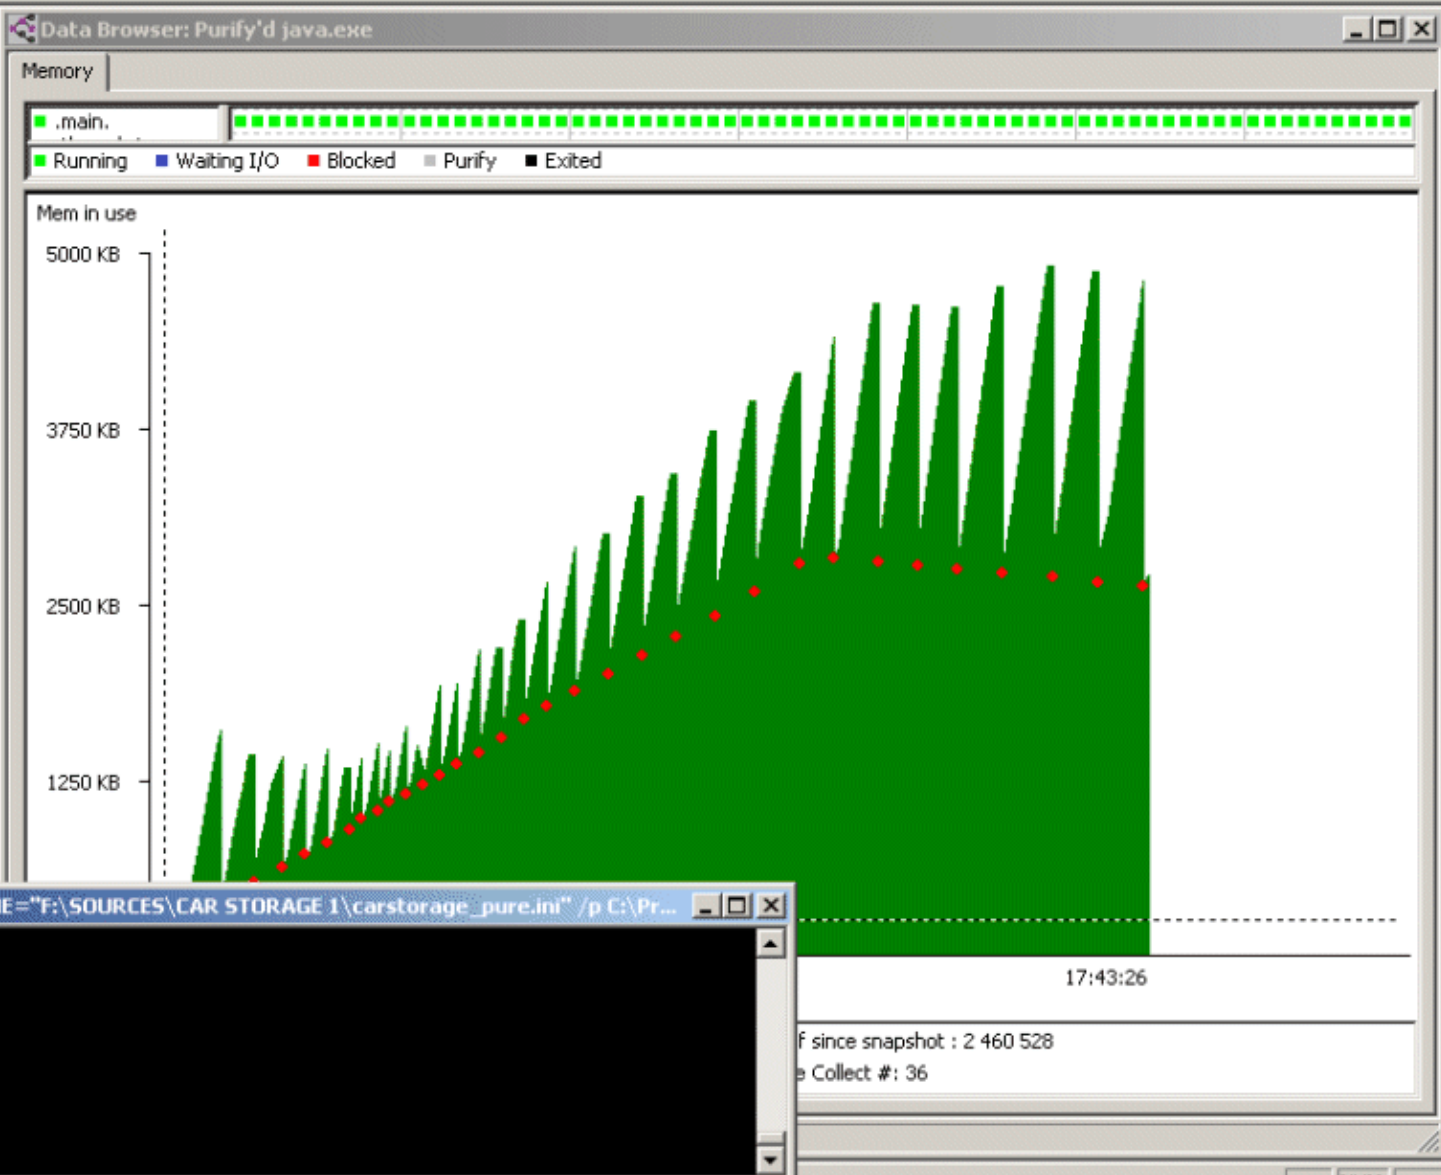 Data Browser: Purify'd java.exe
Memory
.main.
Running Waiting I/O Blocked Purify Exited
Mem in use
5000 KB
3750 KB
2500 KB
1250 KB
E="F:\SOURCES\CAR STORAGE 1\carstorage_pure.ini" /p C:\Pr...
17:43:26
f since snapshot : 2 460 528
e Collect #: 36